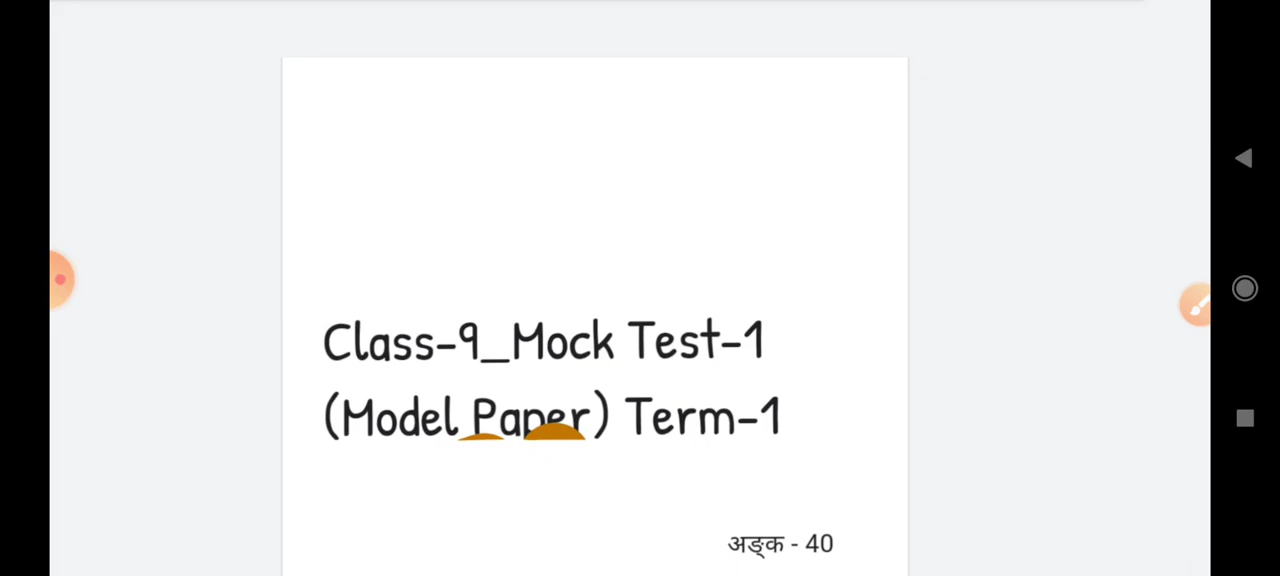 Class-9_Mock Test-1
(Model Paper) Term-1
अङ्क - 40